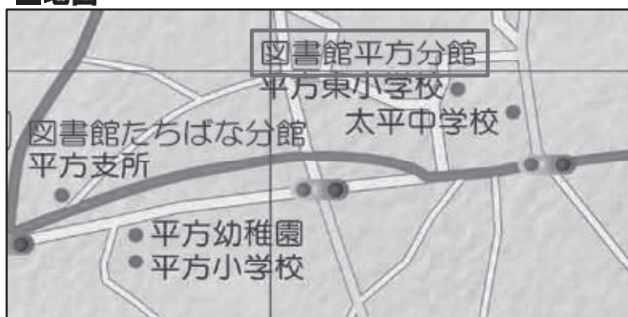 ■地図
図書館平方分館
平方東小学校
太平中学校
図書館たちばな分館
平方支所
平方幼稚園
平方小学校